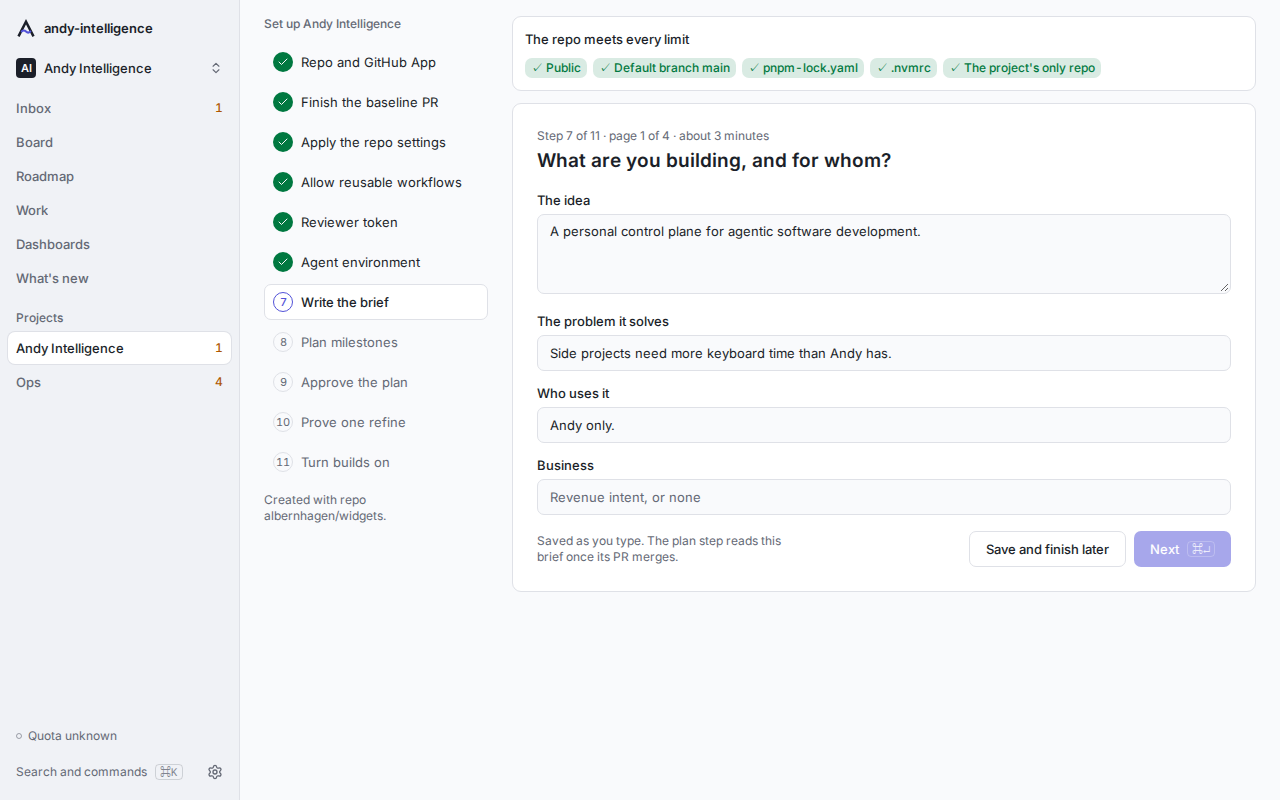 andy-intelligence
AI Andy Intelligence
Inbox 1
Board
Roadmap
Work
Dashboards
What's new
Projects
Andy Intelligence 1
Ops 4
Quota unknown
Search and commands ⌘K
Set up Andy Intelligence
Repo and GitHub App
Finish the baseline PR
Apply the repo settings
Allow reusable workflows
Reviewer token
Agent environment
7 Write the brief
8 Plan milestones
9 Approve the plan
10 Prove one refine
11 Turn builds on
Created with repo
albernhagen/widgets.
The repo meets every limit
✓ Public ✓ Default branch main ✓ pnpm-lock.yaml ✓ .nvmrc ✓ The project's only repo
Step 7 of 11 · page 1 of 4 · about 3 minutes
What are you building, and for whom?
The idea
A personal control plane for agentic software development.
The problem it solves
Side projects need more keyboard time than Andy has.
Who uses it
Andy only.
Business
Revenue intent, or none
Saved as you type. The plan step reads this
brief once its PR merges.
Save and finish later
Next ⌘↵